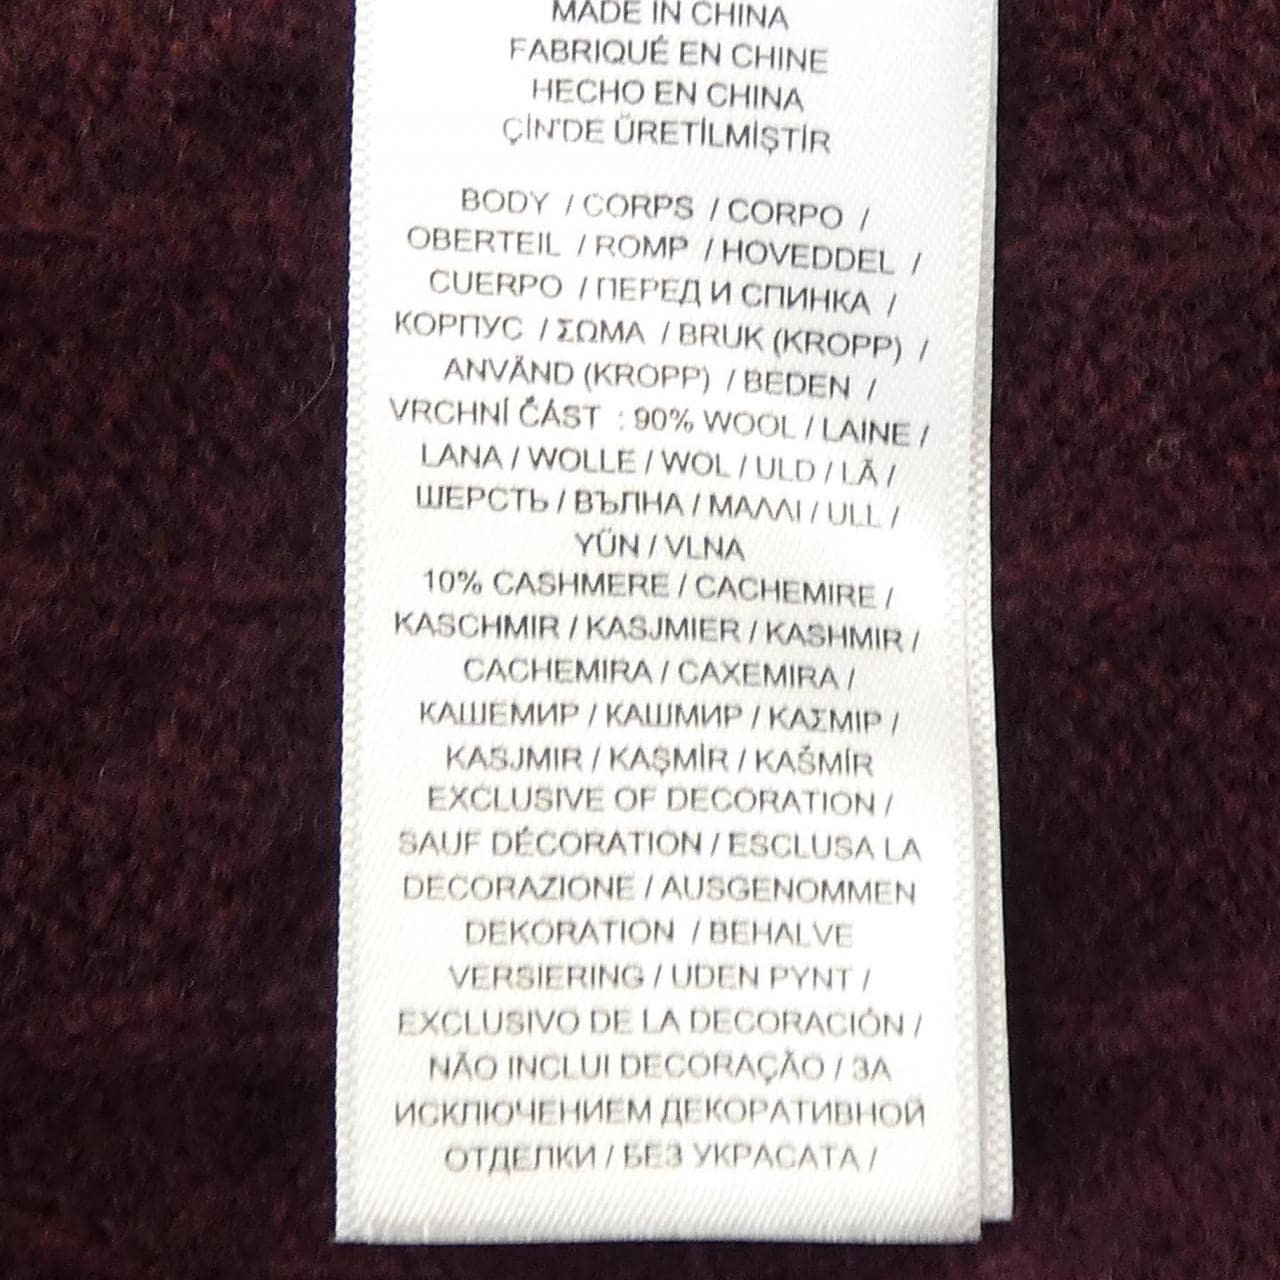 MADE IN CHINA
FABRIQUÉ EN CHINE
HECHO EN CHINA
ÇİN'DE ÜRETİLMİŞTİR
BODY / CORPS / CORPO /
OBERTEIL / ROMP / HOVEDDEL /
CUERPO / ПЕРЕД И СПИНКА /
КОРПУС / ΣΩΜΑ / BRUK (KROPP) /
ANVÄND (KROPP) / BEDEN /
VRCHNÍ ČÁST : 90% WOOL / LAINE /
LANA / WOLLE / WOL / ULD / LÃ /
ШЕРСТЬ / ВЪЛНА / ΜΑΛΛΙ / ULL /
YÜN / VLNA
10% CASHMERE / CACHEMIRE /
KASCHMIR / KASJMIER / KASHMIR /
CACHEMIRA / CAXEMIRA /
КАШЕМИР / КАШМИР / ΚΑΣΜΙΡ /
KASJMIR / KAŞMİR / KAŠMÍR
EXCLUSIVE OF DECORATION /
SAUF DÉCORATION / ESCLUSA LA
DECORAZIONE / AUSGENOMMEN
DEKORATION / BEHALVE
VERSIERING / UDEN PYNT /
EXCLUSIVO DE LA DECORACIÓN /
NÃO INCLUI DECORAÇÃO / ЗА
ИСКЛЮЧЕНИЕМ ДЕКОРАТИВНОЙ
ОТДЕЛКИ / БЕЗ УКРАСАТА /